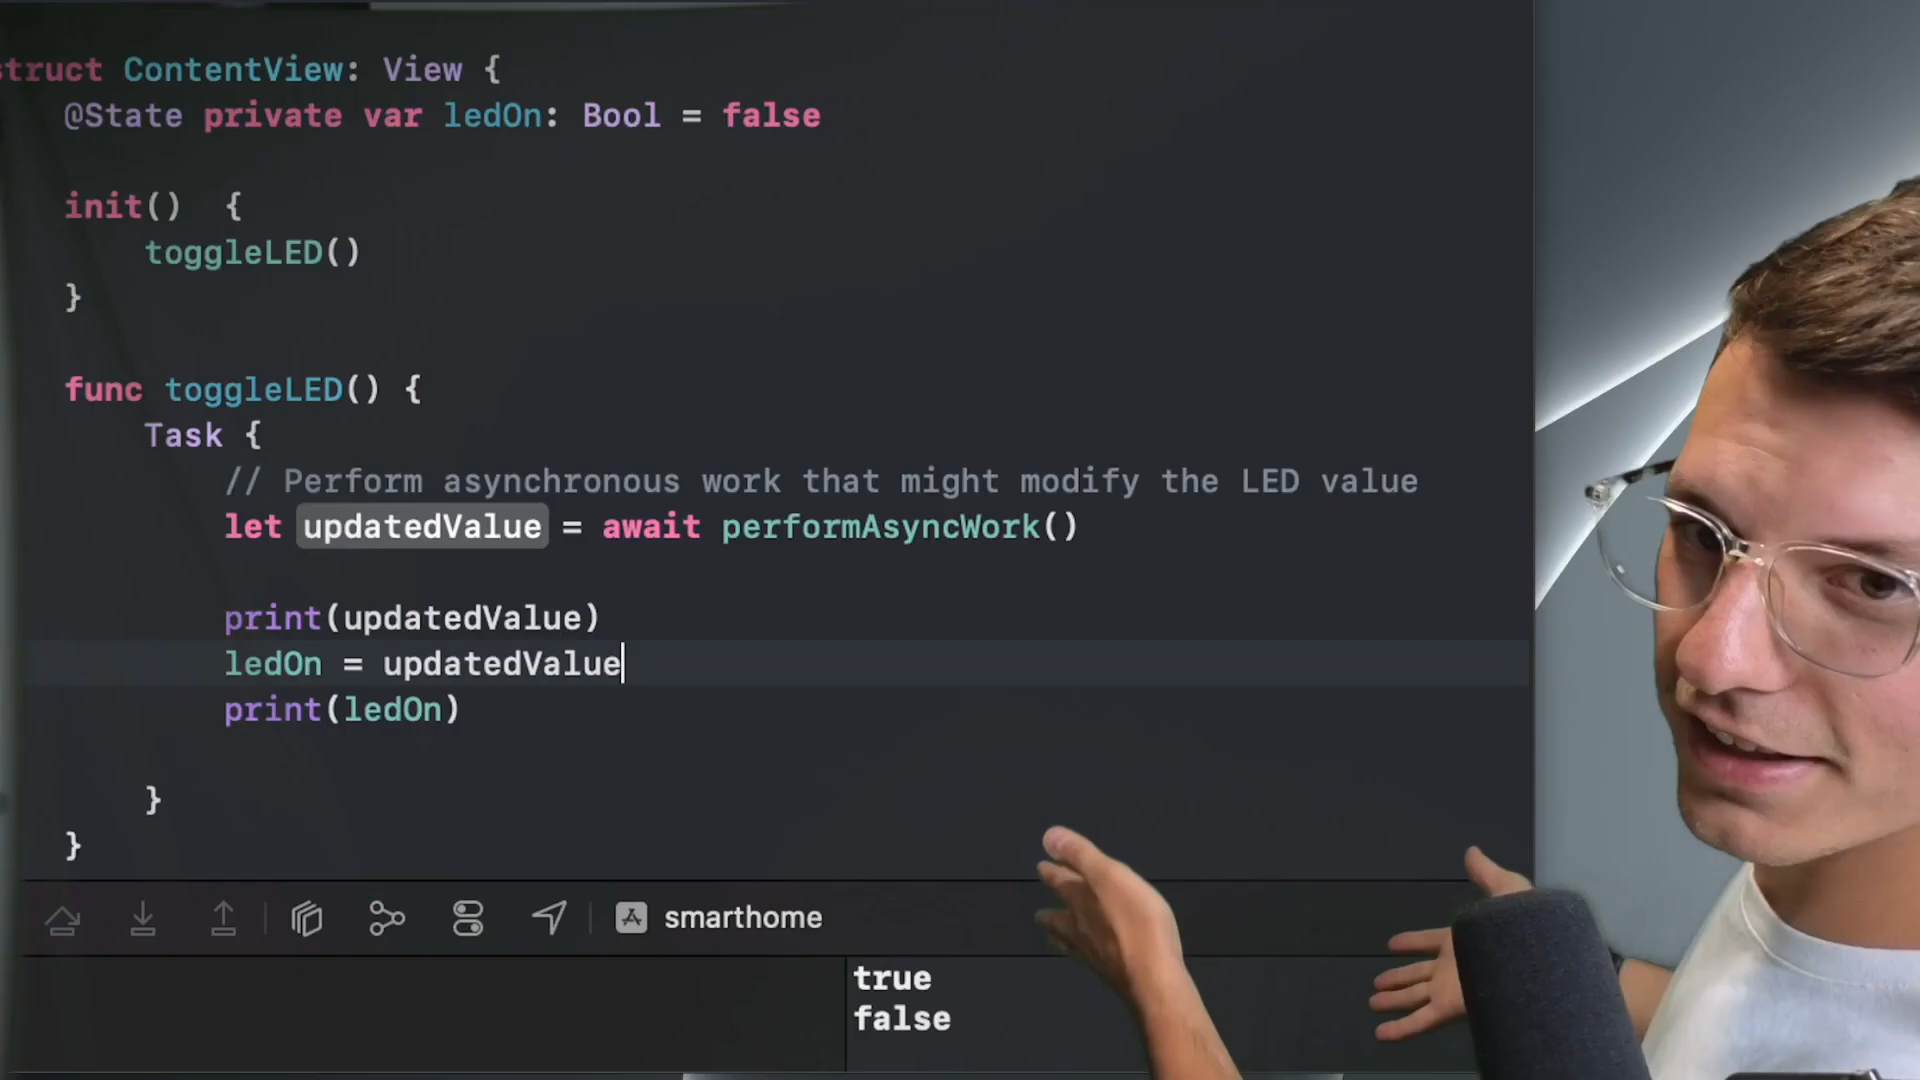 struct ContentView: View {
@State private var ledOn: Bool = false
init() {
toggleLED()
}
func toggleLED() {
Task {
// Perform asynchronous work that might modify the LED value
let updatedValue = await performAsyncWork()
print(updatedValue)
ledOn = updatedValue
print(ledOn)
}
}
smarthome
true
false